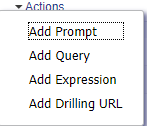 Actions
Add Prompt
Add Query
Add Expression
Add Drilling URL